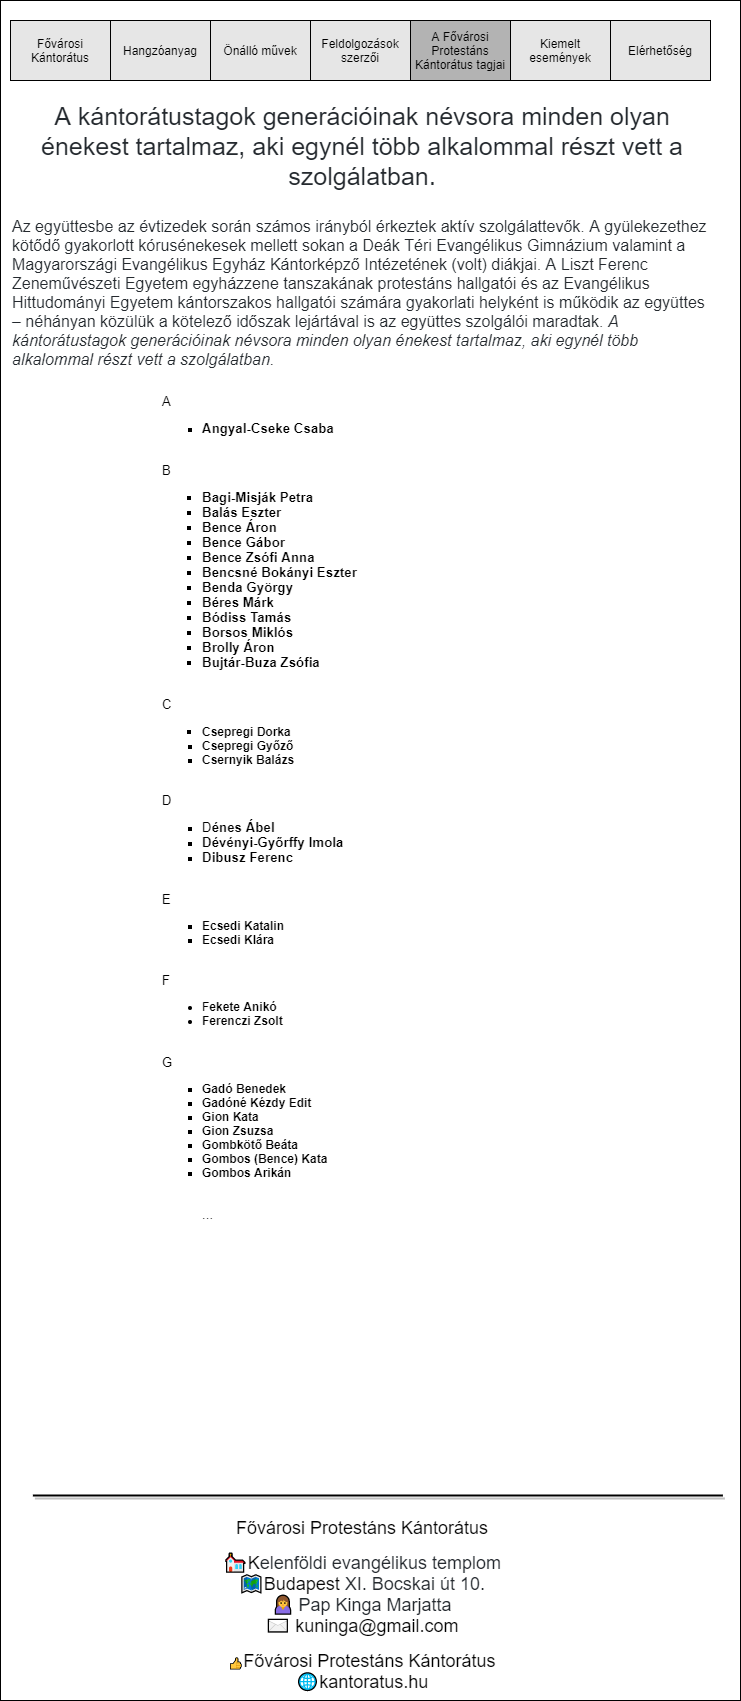 Fővárosi
Kántorátus
Hangzóanyag
Önálló művek
Feldolgozások
szerzői
A Fővárosi
Protestáns
Kántorátus tagjai
Kiemelt
események
Elérhetőség
A kántorátustagok generációinak névsora minden olyan
énekest tartalmaz, aki egynél több alkalommal részt vett a
szolgálatban.
Az együttesbe az évtizedek során számos irányból érkeztek aktív szolgálattevők. A gyülekezethez
kötődő gyakorlott kórusénekesek mellett sokan a Deák Téri Evangélikus Gimnázium valamint a
Magyarországi Evangélikus Egyház Kántorképző Intézetének (volt) diákjai. A Liszt Ferenc
Zeneművészeti Egyetem egyházzene tanszakának protestáns hallgatói és az Evangélikus
Hittudományi Egyetem kántorszakos hallgatói számára gyakorlati helyként is működik az együttes
– néhányan közülük a kötelező időszak lejártával is az együttes szolgálói maradtak. A
kántorátustagok generációinak névsora minden olyan énekest tartalmaz, aki egynél több
alkalommal részt vett a szolgálatban.
A
Angyal-Cseke Csaba
B
Bagi-Misják Petra
Balás Eszter
Bence Áron
Bence Gábor
Bence Zsófi Anna
Bencsné Bokányi Eszter
Benda György
Béres Márk
Bódiss Tamás
Borsos Miklós
Brolly Áron
Bujtár-Buza Zsófia
C
Csepregi Dorka
Csepregi Győző
Csernyik Balázs
D
Dénes Ábel
Dévényi-Győrffy Imola
Dibusz Ferenc
E
Ecsedi Katalin
Ecsedi Klára
F
Fekete Anikó
Ferenczi Zsolt
G
Gadó Benedek
Gadóné Kézdy Edit
Gion Kata
Gion Zsuzsa
Gombkötő Beáta
Gombos (Bence) Kata
Gombos Arikán
...
Fővárosi Protestáns Kántorátus
Kelenföldi evangélikus templom
Budapest XI. Bocskai út 10.
Pap Kinga Marjatta
kuninga@gmail.com
Fővárosi Protestáns Kántorátus
kantoratus.hu